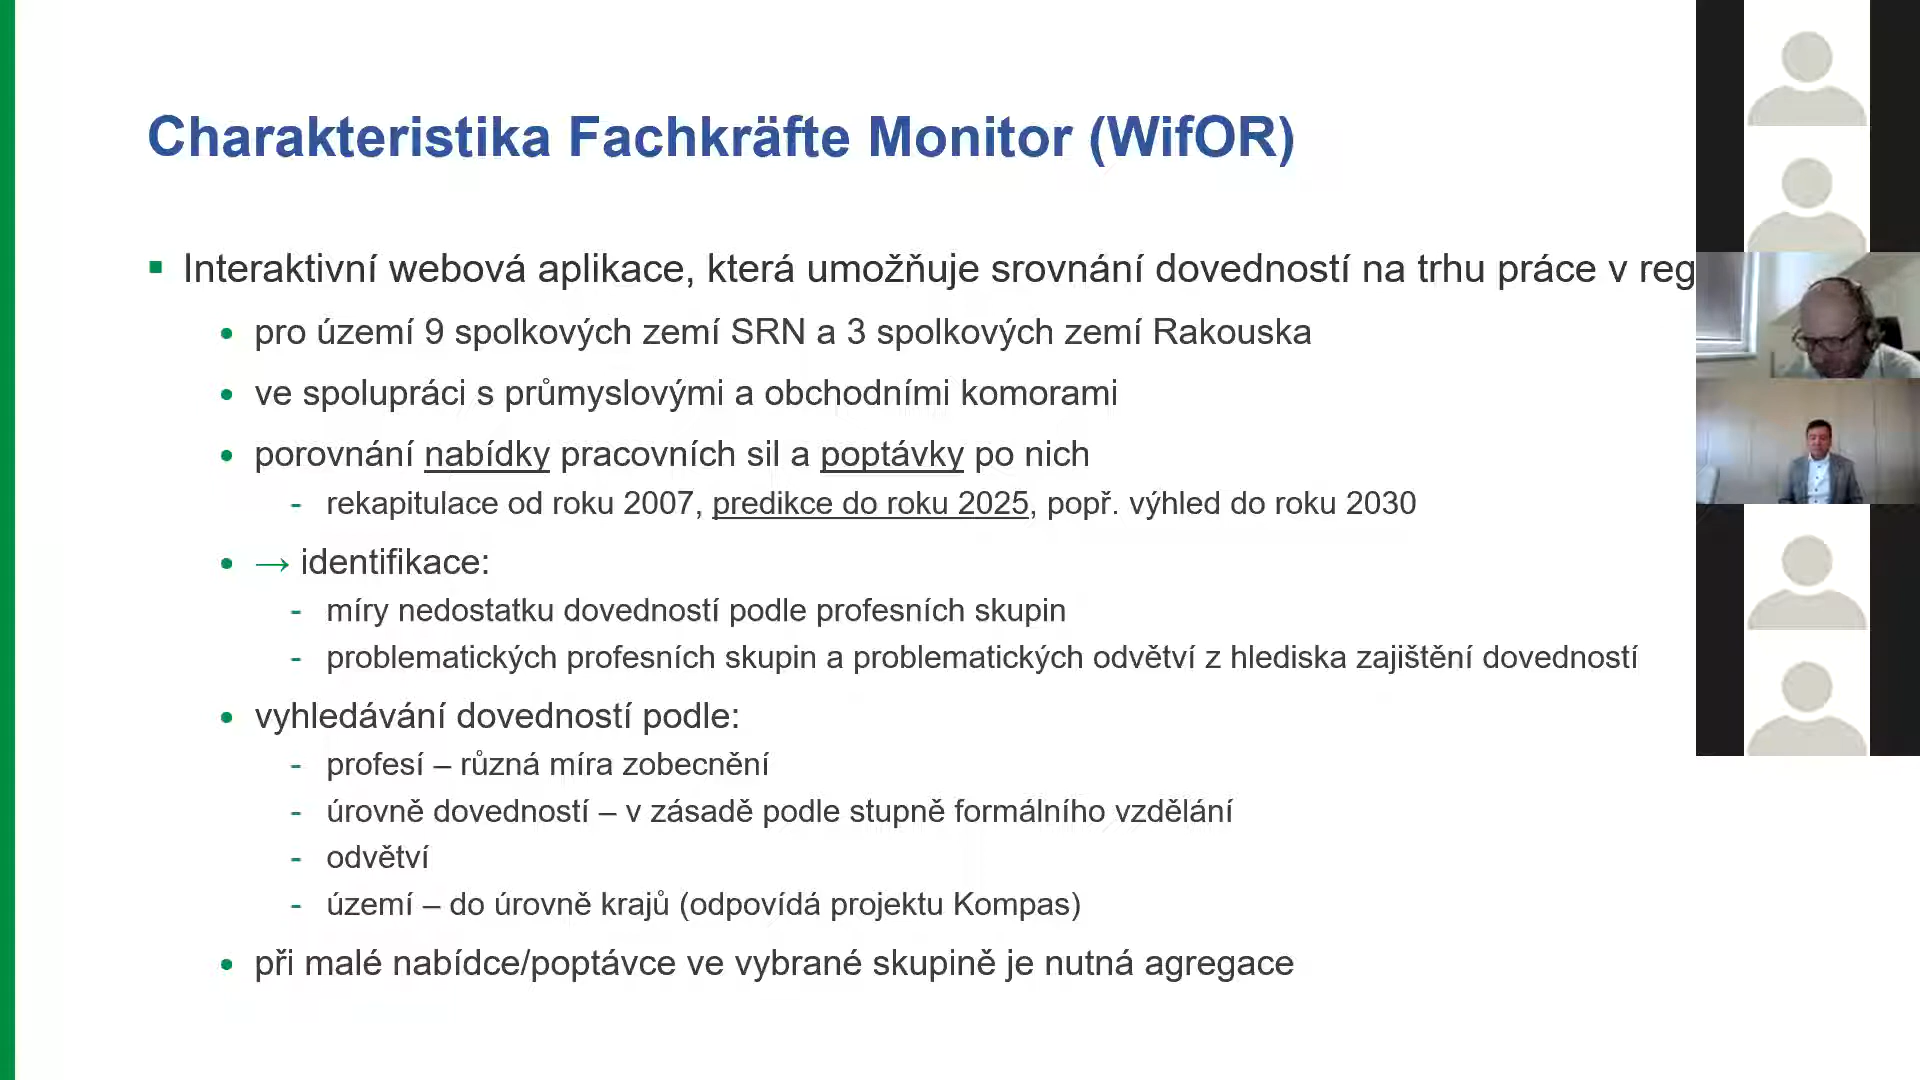 Charakteristika Fachkräfte Monitor (WifOR)
▪ Interaktivní webová aplikace, která umožňuje srovnání dovedností na trhu práce v reg
• pro území 9 spolkových zemí SRN a 3 spolkových zemí Rakouska
• ve spolupráci s průmyslovými a obchodními komorami
• porovnání nabídky pracovních sil a poptávky po nich
- rekapitulace od roku 2007, predikce do roku 2025, popř. výhled do roku 2030
• → identifikace:
- míry nedostatku dovedností podle profesních skupin
- problematických profesních skupin a problematických odvětví z hlediska zajištění dovedností
• vyhledávání dovedností podle:
- profesí – různá míra zobecnění
- úrovně dovedností – v zásadě podle stupně formálního vzdělání
- odvětví
- území – do úrovně krajů (odpovídá projektu Kompas)
• při malé nabídce/poptávce ve vybrané skupině je nutná agregace